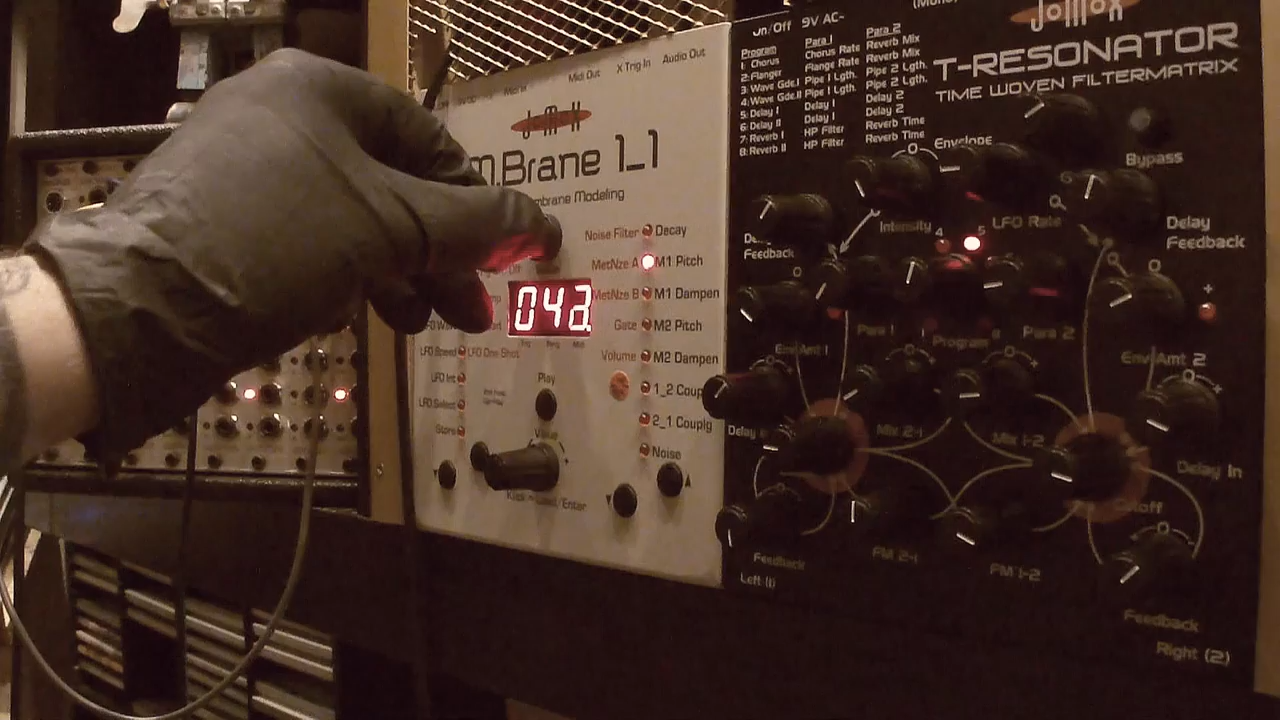 Midi Out
X Trig In
Audio Out
M.Brane 1_1
mbrane Modeling
Noise Filter
Decay
MetNze A
M1 Pitch
MetNze B
M1 Dampen
Gate
M2 Pitch
Volume
M2 Dampen
1_2 Coup
2_1 Couplg
Noise
042.
LFO Speed
LFO One Shot
LFO Int
LFO Select
Store
Play
Value
On/Off
9V AC~
Program
Para 1
Para 2
1: Chorus
Chorus Rate
Reverb Mix
2: Flanger
Flange Rate
Reverb Mix
3: Wave Gde.I
Pipe 1 Lgth.
Pipe 2 Lgth.
4: Wave Gde.II
Pipe 1 Lgth.
Pipe 2 Lgth.
5: Delay I
Delay 1
Delay 2
6: Delay II
Delay 1
Delay 2
7: Reverb I
HP Filter
Reverb Time
8: Reverb II
HP Filter
Reverb Time
JoMoX
T-RESONATOR
TIME WOVEN FILTERMATRIX
Envelope
Bypass
Intensity
4
5
LFO Rate
Delay
Feedback
Feedback
Para 1
Program
Para 2
Env Amt 1
Env Amt 2
Mix 2-1
Mix 1-2
Delay In
FM 2-1
FM 1-2
Feedback
Left (1)
Feedback
Right (2)